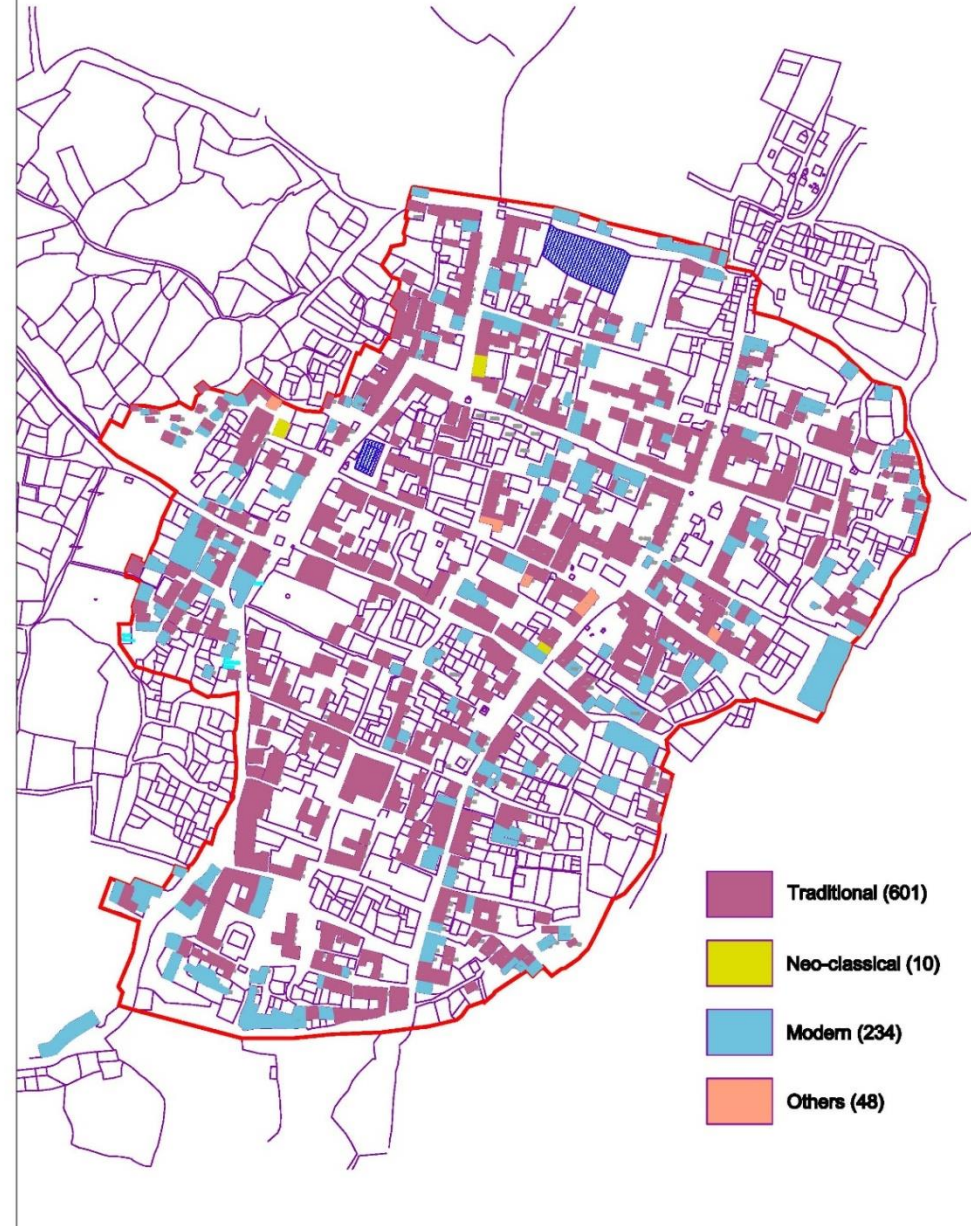 Traditional (601)
Neo-classical (10)
Modern (234)
Others (48)